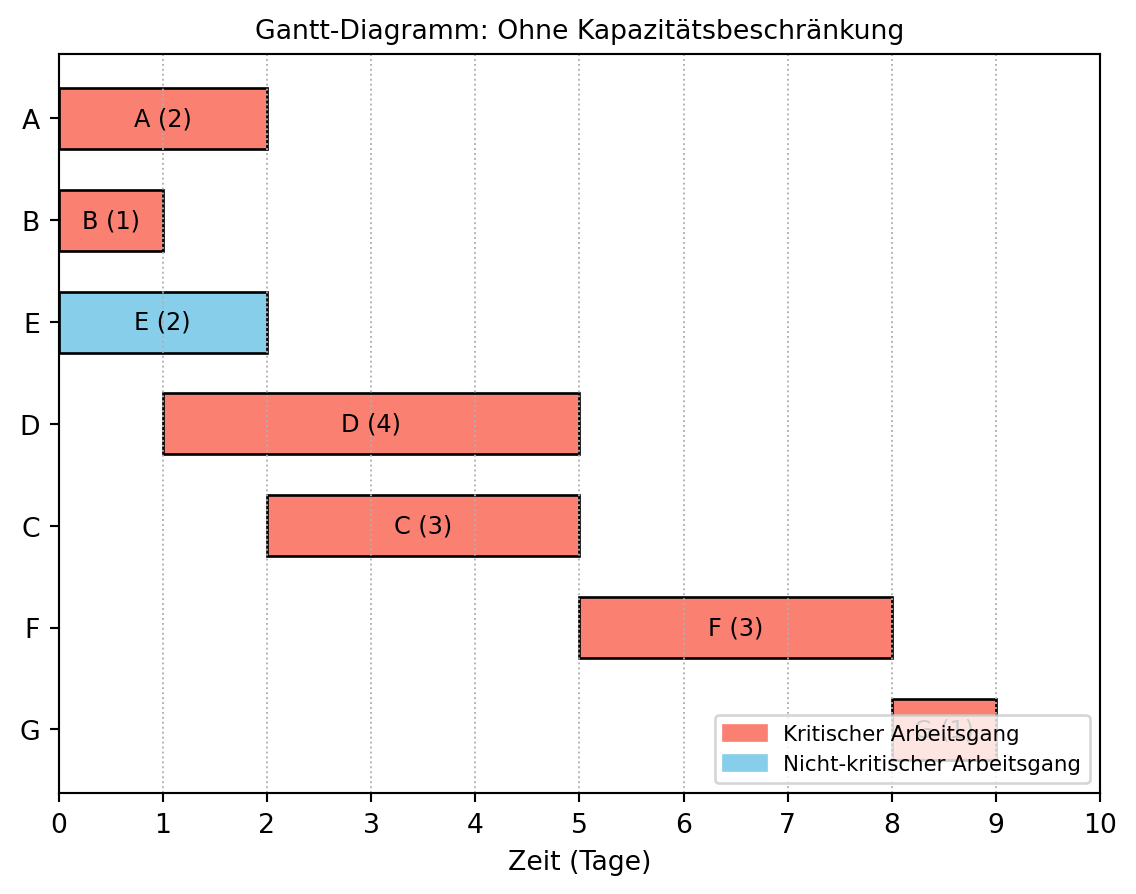 Gantt-Diagramm: Ohne Kapazitätsbeschränkung
A
A (2)
B
B (1)
E
E (2)
D
D (4)
C
C (3)
F
F (3)
G
G (1)
Kritischer Arbeitsgang
Nicht-kritischer Arbeitsgang
0 1 2 3 4 5 6 7 8 9 10
Zeit (Tage)